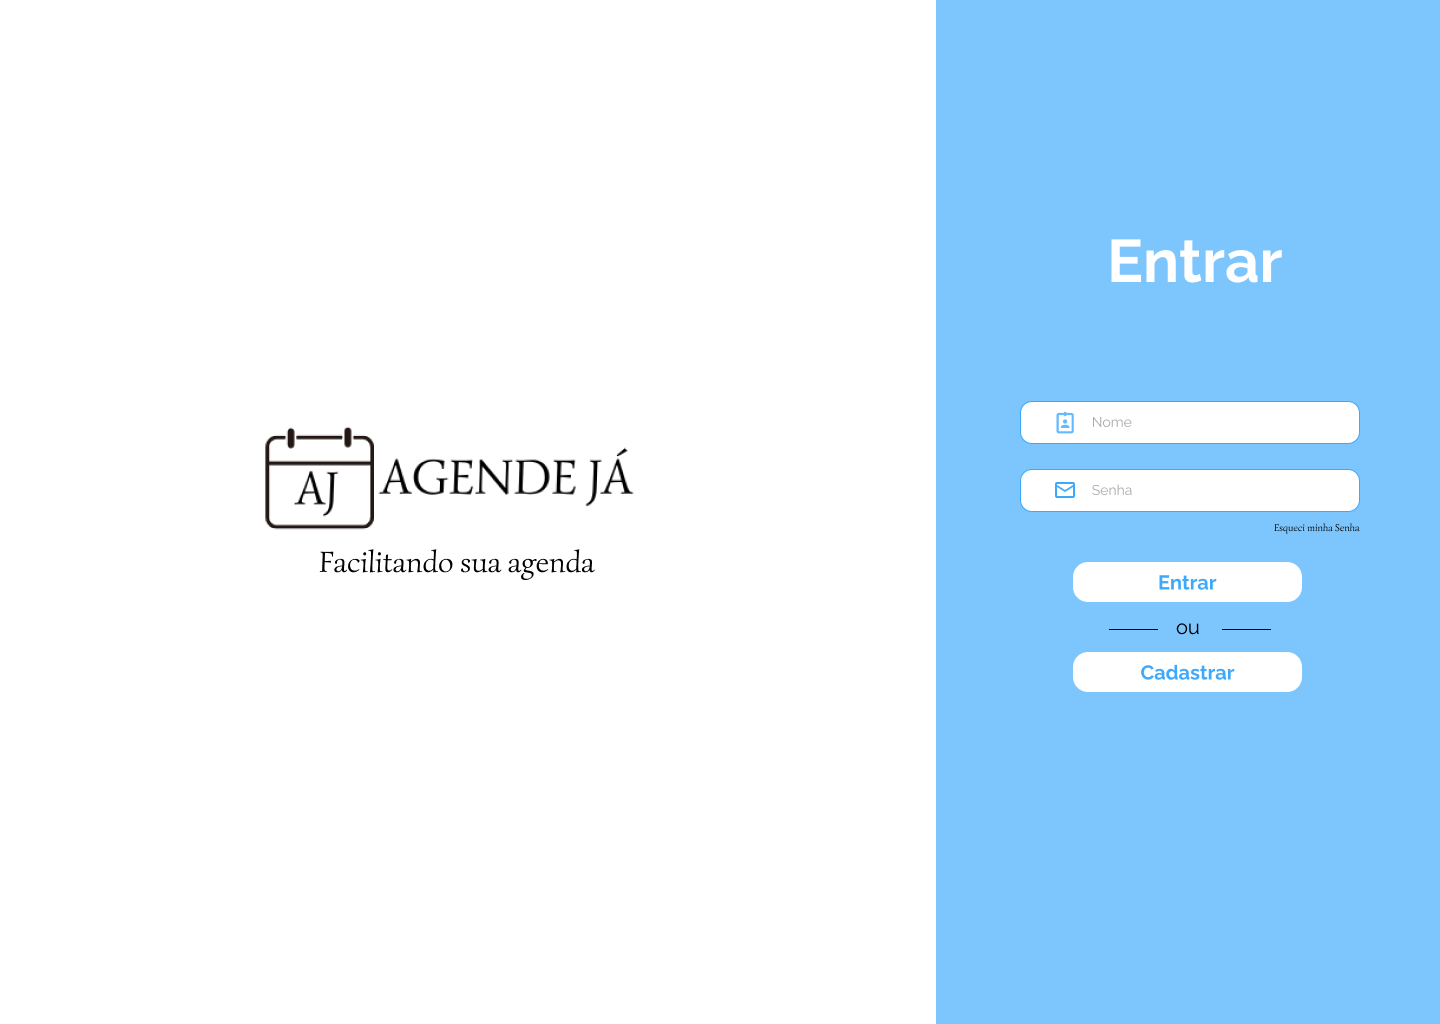 AJ
AGENDE JÁ
Facilitando sua agenda
Entrar
Nome
Senha
Esqueci minha Senha
Entrar
ou
Cadastrar